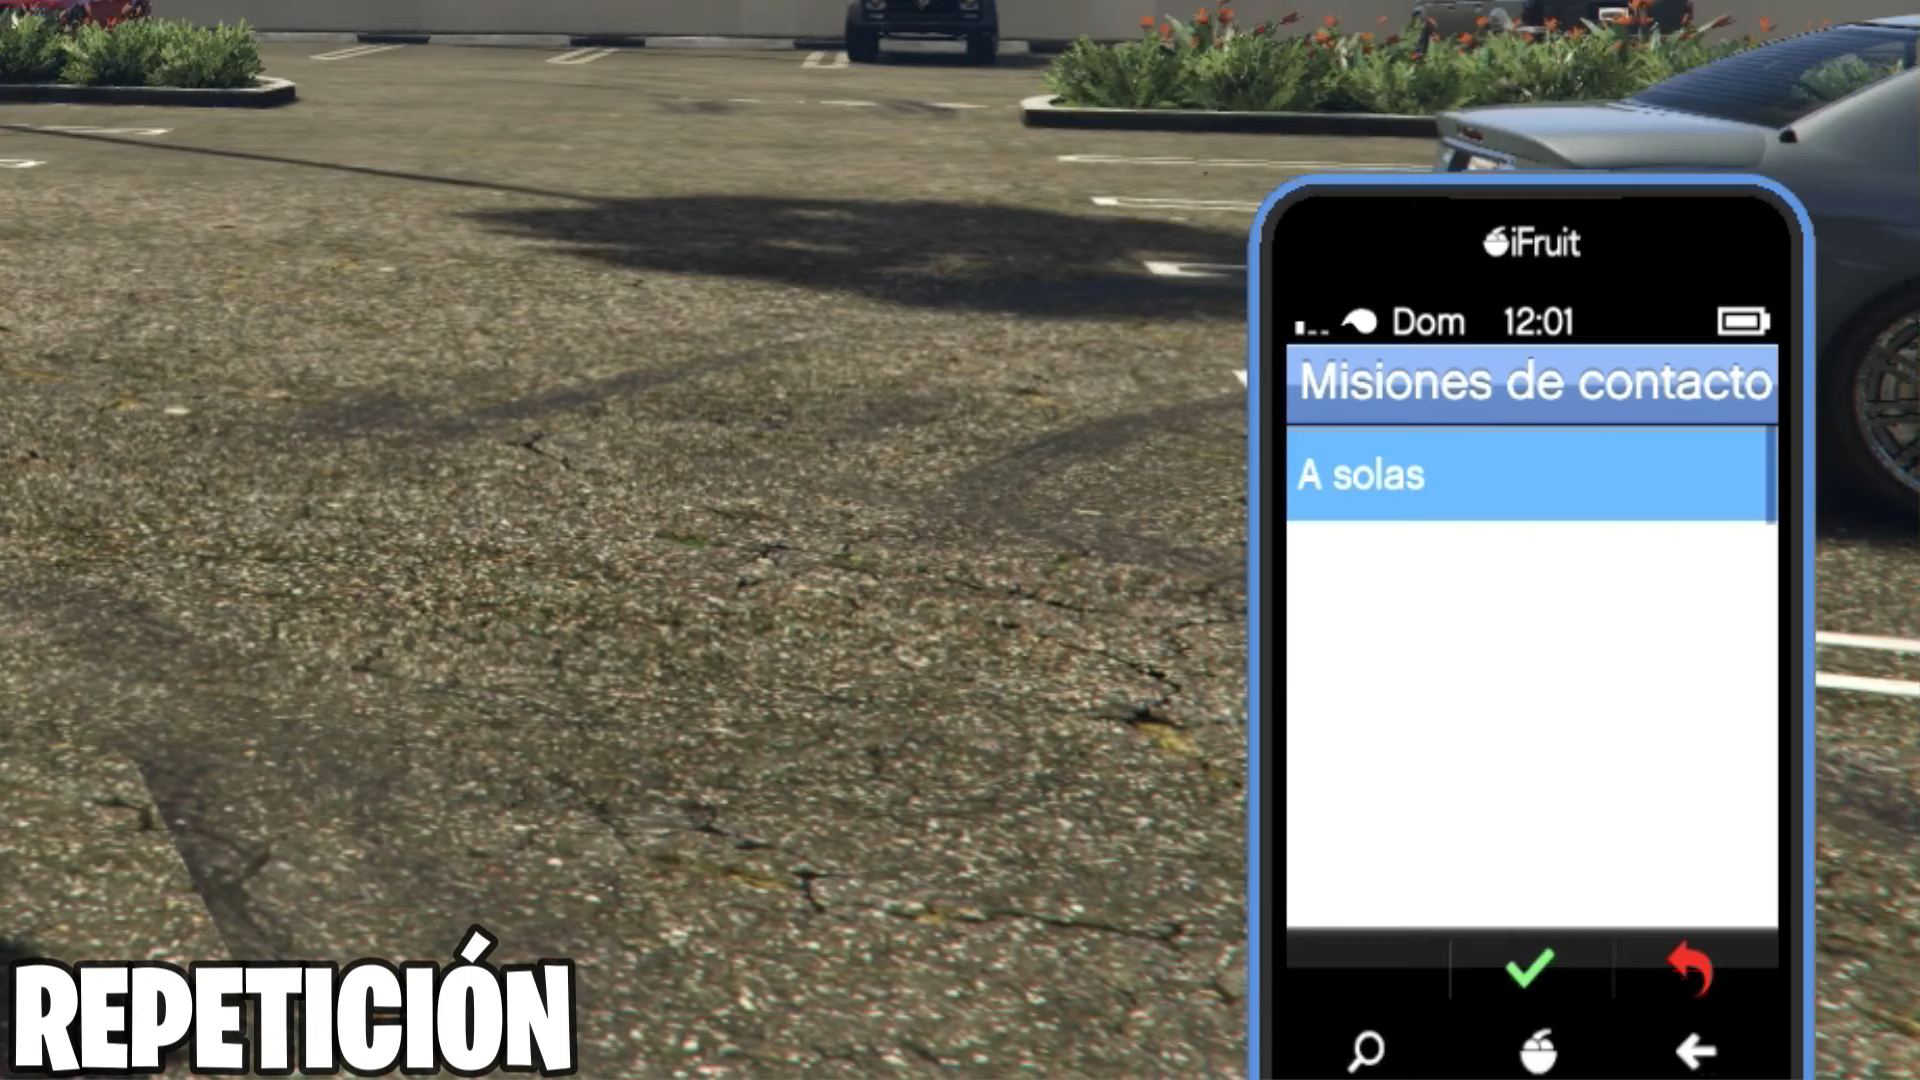 iFruit
Dom 12:01
Misiones de contacto
A solas
REPETICIÓN